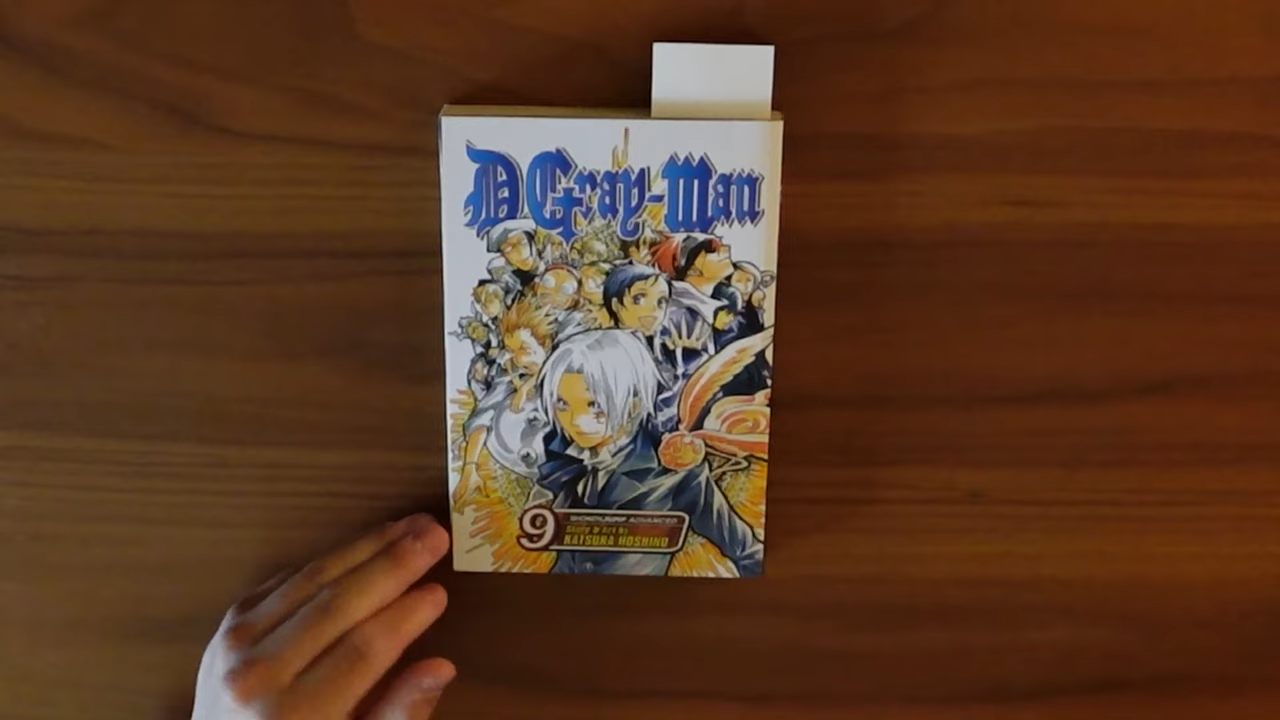 D Gray-Man
9
SHONEN JUMP ADVANCED
Story & Art by
KATSURA HOSHINO